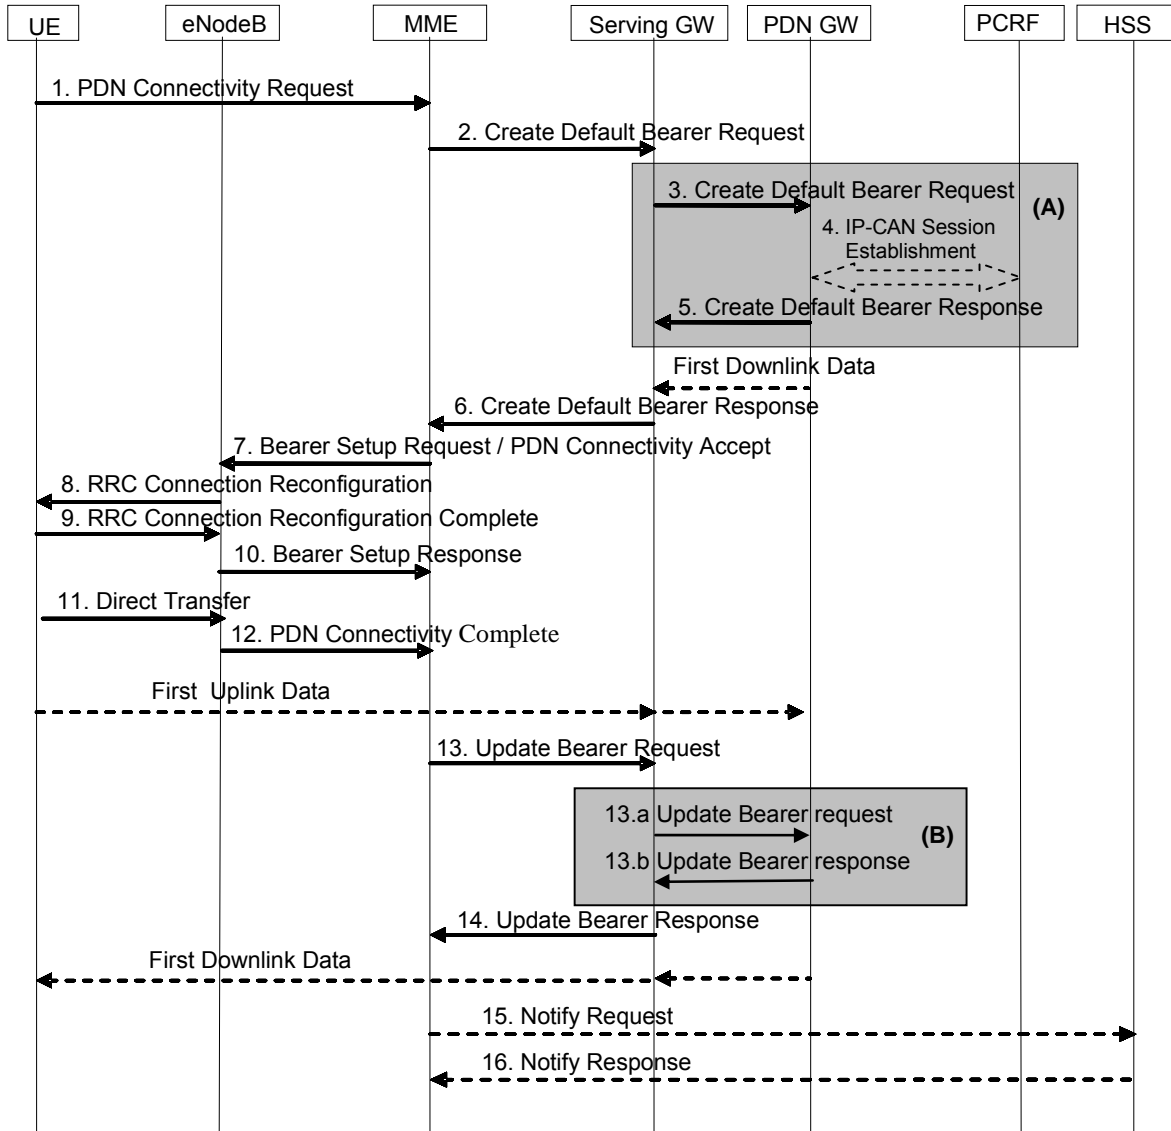 UE
eNodeB
MME
Serving GW
PDN GW
PCRF
HSS
1. PDN Connectivity Request
2. Create Default Bearer Request
3. Create Default Bearer Request
(A)
4. IP-CAN Session
Establishment
5. Create Default Bearer Response
First Downlink Data
6. Create Default Bearer Response
7. Bearer Setup Request / PDN Connectivity Accept
8. RRC Connection Reconfiguration
9. RRC Connection Reconfiguration Complete
10. Bearer Setup Response
11. Direct Transfer
12. PDN Connectivity Complete
First Uplink Data
13. Update Bearer Request
13.a Update Bearer request
(B)
13.b Update Bearer response
14. Update Bearer Response
First Downlink Data
15. Notify Request
16. Notify Response